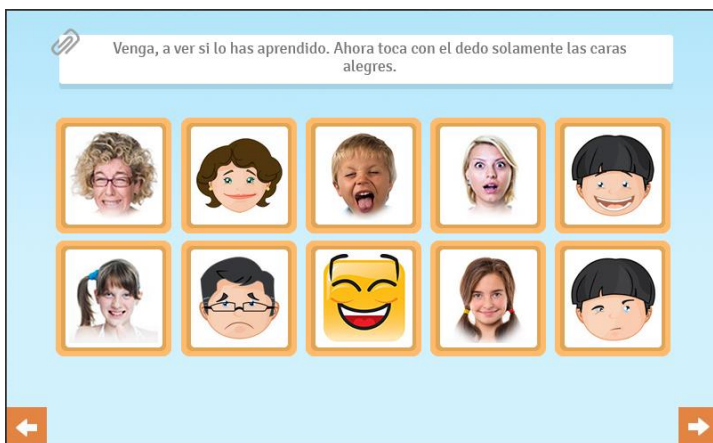 Venga, a ver si lo has aprendido. Ahora toca con el dedo solamente las caras
alegres.